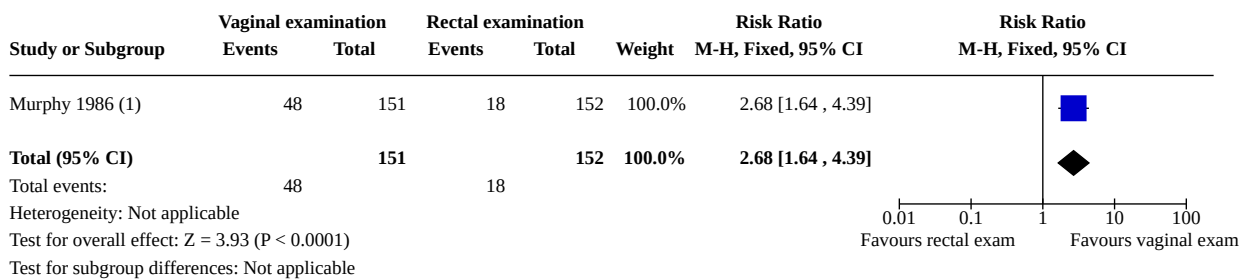 Vaginal examination Rectal examination Risk Ratio Risk Ratio
Study or Subgroup Events Total Events Total Weight M-H, Fixed, 95% CI M-H, Fixed, 95% CI
Murphy 1986 (1) 48 151 18 152 100.0% 2.68 [1.64 , 4.39]
Total (95% CI) 151 152 100.0% 2.68 [1.64 , 4.39]
Total events: 48 18
Heterogeneity: Not applicable 0.01 0.1 1 10 100
Test for overall effect: Z = 3.93 (P < 0.0001) Favours rectal exam Favours vaginal exam
Test for subgroup differences: Not applicable